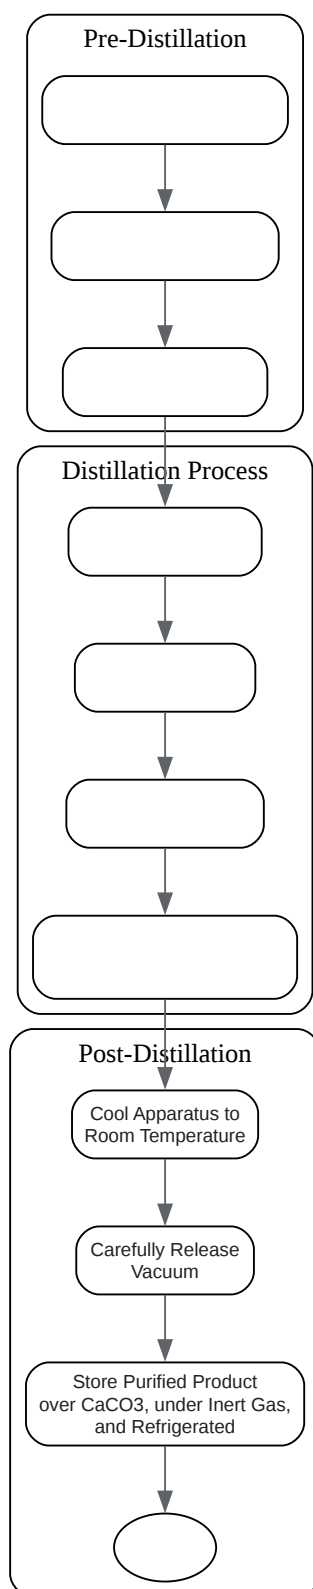 Pre-Distillation
Distillation Process
Post-Distillation
Cool Apparatus to
Room Temperature
Carefully Release
Vacuum
Store Purified Product
over CaCO3, under Inert Gas,
and Refrigerated